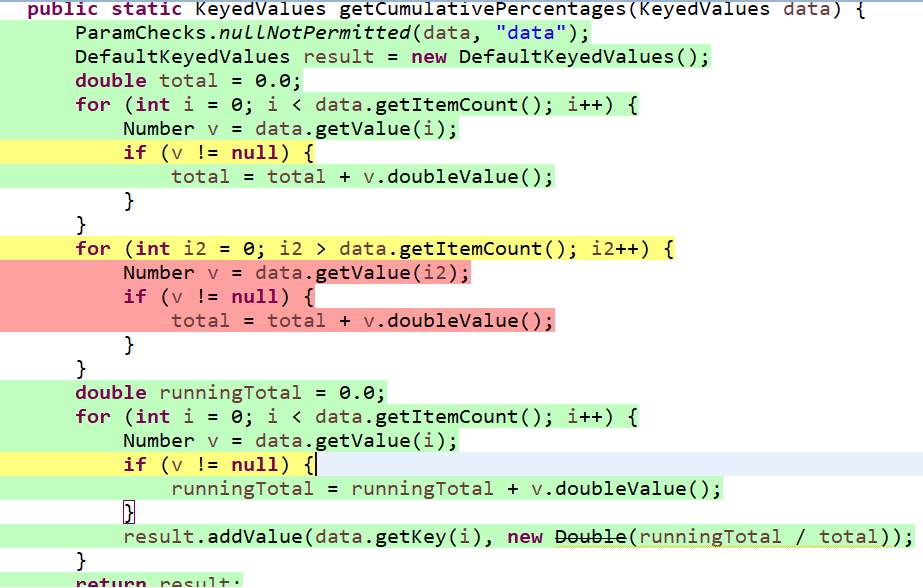 public static KeyedValues getCumulativePercentages(KeyedValues data) {
ParamChecks.nullNotPermitted(data, "data");
DefaultKeyedValues result = new DefaultKeyedValues();
double total = 0.0;
for (int i = 0; i < data.getItemCount(); i++) {
Number v = data.getValue(i);
if (v != null) {
total = total + v.doubleValue();
}
}
for (int i2 = 0; i2 > data.getItemCount(); i2++) {
Number v = data.getValue(i2);
if (v != null) {
total = total + v.doubleValue();
}
}
double runningTotal = 0.0;
for (int i = 0; i < data.getItemCount(); i++) {
Number v = data.getValue(i);
if (v != null) {
runningTotal = runningTotal + v.doubleValue();
}
result.addValue(data.getKey(i), new Double(runningTotal / total));
}
return result;